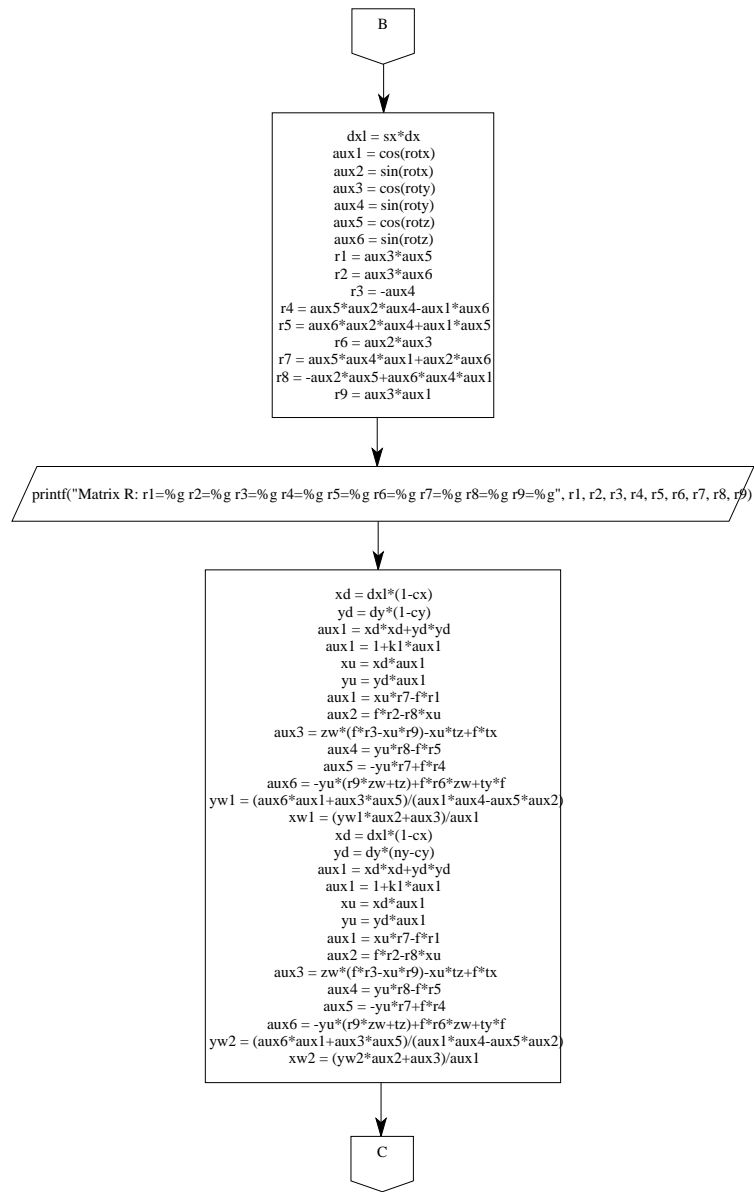 B
dxl = sx*dx
aux1 = cos(rotx)
aux2 = sin(rotx)
aux3 = cos(roty)
aux4 = sin(roty)
aux5 = cos(rotz)
aux6 = sin(rotz)
r1 = aux3*aux5
r2 = aux3*aux6
r3 = -aux4
r4 = aux5*aux2*aux4-aux1*aux6
r5 = aux6*aux2*aux4+aux1*aux5
r6 = aux2*aux3
r7 = aux5*aux4*aux1+aux2*aux6
r8 = -aux2*aux5+aux6*aux4*aux1
r9 = aux3*aux1
printf("Matrix R: r1=%g r2=%g r3=%g r4=%g r5=%g r6=%g r7=%g r8=%g r9=%g", r1, r2, r3, r4, r5, r6, r7, r8, r9)
xd = dxl*(1-cx)
yd = dy*(1-cy)
aux1 = xd*xd+yd*yd
aux1 = 1+k1*aux1
xu = xd*aux1
yu = yd*aux1
aux1 = xu*r7-f*r1
aux2 = f*r2-r8*xu
aux3 = zw*(f*r3-xu*r9)-xu*tz+f*tx
aux4 = yu*r8-f*r5
aux5 = -yu*r7+f*r4
aux6 = -yu*(r9*zw+tz)+f*r6*zw+ty*f
yw1 = (aux6*aux1+aux3*aux5)/(aux1*aux4-aux5*aux2)
xw1 = (yw1*aux2+aux3)/aux1
xd = dxl*(1-cx)
yd = dy*(ny-cy)
aux1 = xd*xd+yd*yd
aux1 = 1+k1*aux1
xu = xd*aux1
yu = yd*aux1
aux1 = xu*r7-f*r1
aux2 = f*r2-r8*xu
aux3 = zw*(f*r3-xu*r9)-xu*tz+f*tx
aux4 = yu*r8-f*r5
aux5 = -yu*r7+f*r4
aux6 = -yu*(r9*zw+tz)+f*r6*zw+ty*f
yw2 = (aux6*aux1+aux3*aux5)/(aux1*aux4-aux5*aux2)
xw2 = (yw2*aux2+aux3)/aux1
C